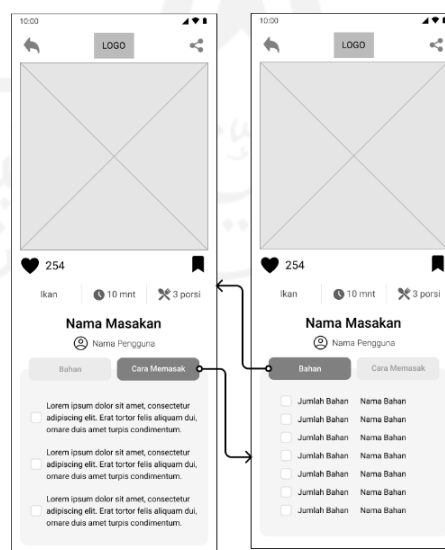 10:00
LOGO
254
Ikan
10 mnt
3 porsi
Nama Masakan
Nama Pengguna
Bahan
Cara Memasak
Lorem ipsum dolor sit amet, consectetur
adipiscing elit. Erat tortor felis aliquam dui,
ornare duis amet turpis condimentum.
Lorem ipsum dolor sit amet, consectetur
adipiscing elit. Erat tortor felis aliquam dui,
ornare duis amet turpis condimentum.
Lorem ipsum dolor sit amet, consectetur
adipiscing elit. Erat tortor felis aliquam dui,
ornare duis amet turpis condimentum.
10:00
LOGO
254
Ikan
10 mnt
3 porsi
Nama Masakan
Nama Pengguna
Bahan
Cara Memasak
Jumlah Bahan Nama Bahan
Jumlah Bahan Nama Bahan
Jumlah Bahan Nama Bahan
Jumlah Bahan Nama Bahan
Jumlah Bahan Nama Bahan
Jumlah Bahan Nama Bahan
Jumlah Bahan Nama Bahan